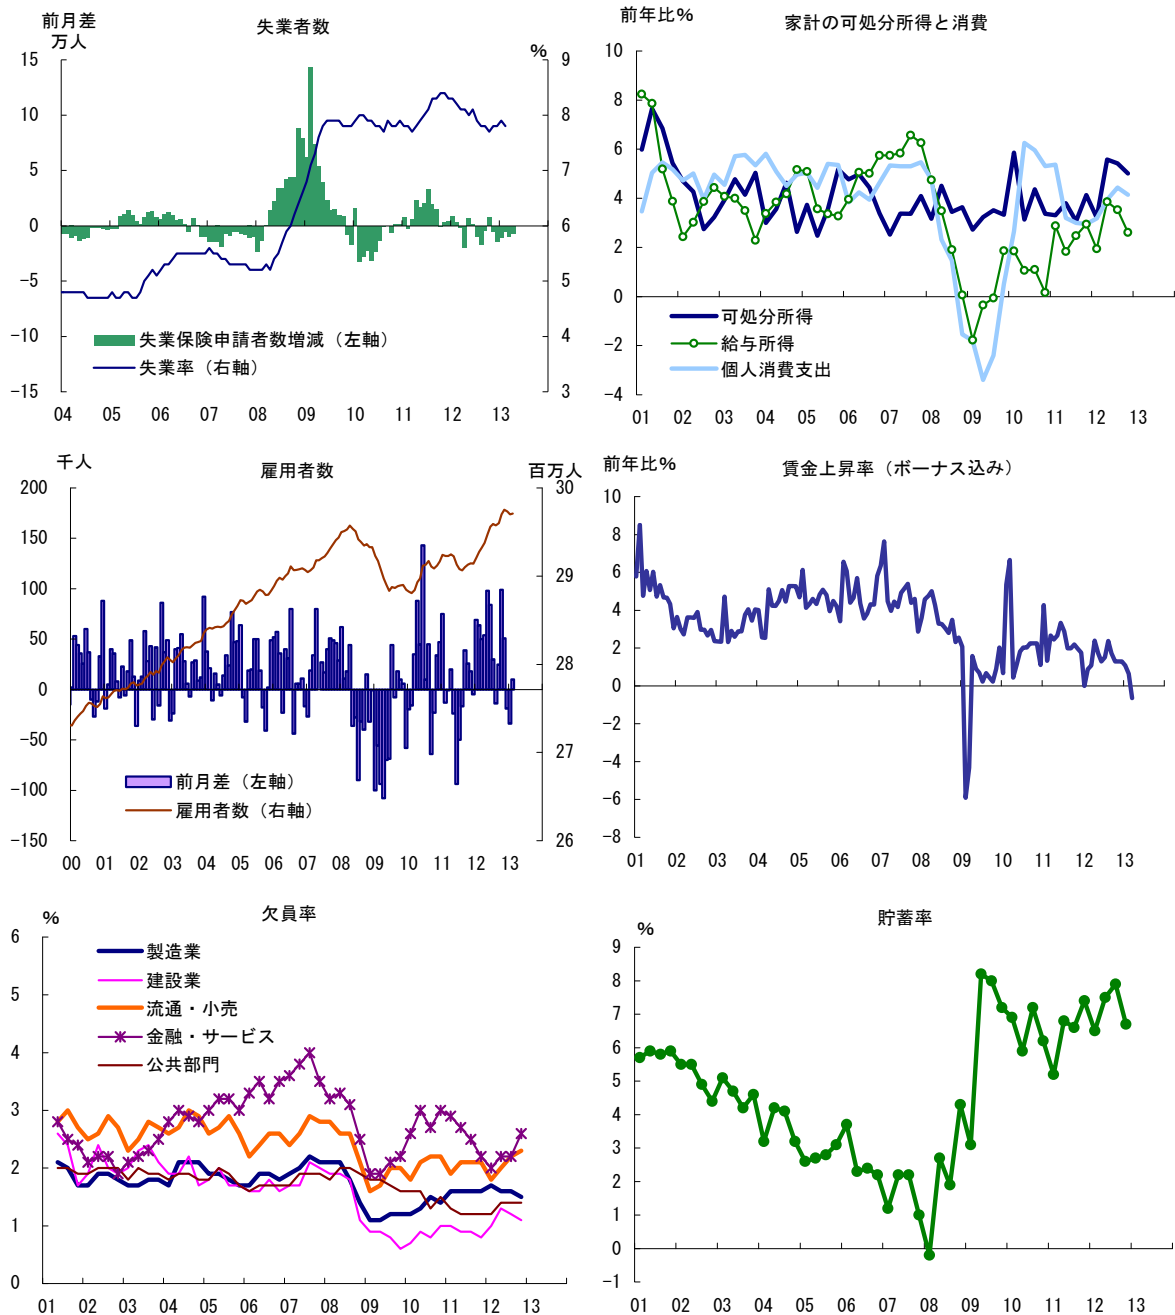 失業者数
前月差
万人
%
15
10
5
0
-5
-10
-15
9
8
7
6
5
4
3
失業保険申請者数増減（左軸）
失業率（右軸）
04 05 06 07 08 09 10 11 12 13
家計の可処分所得と消費
前年比%
10
8
6
4
2
0
-2
-4
可処分所得
給与所得
個人消費支出
01 02 03 04 05 06 07 08 09 10 11 12 13
雇用者数
千人
百万人
200
150
100
50
0
-50
-100
-150
30
29
28
27
26
前月差（左軸）
雇用者数（右軸）
00 01 02 03 04 05 06 07 08 09 10 11 12 13
賃金上昇率（ボーナス込み）
前年比%
10
8
6
4
2
0
-2
-4
-6
-8
01 02 03 04 05 06 07 08 09 10 11 12 13
欠員率
%
6
5
4
3
2
1
0
製造業
建設業
流通・小売
金融・サービス
公共部門
01 02 03 04 05 06 07 08 09 10 11 12 13
貯蓄率
%
9
8
7
6
5
4
3
2
1
0
-1
01 02 03 04 05 06 07 08 09 10 11 12 13